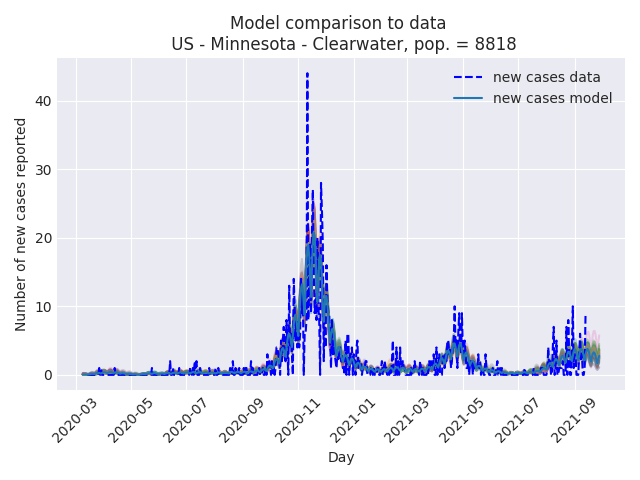 Model comparison to data
US - Minnesota - Clearwater, pop. = 8818
new cases data
new cases model
Number of new cases reported
40
30
20
10
0
2020-03
2020-05
2020-07
2020-09
2020-11
2021-01
2021-03
2021-05
2021-07
2021-09
Day